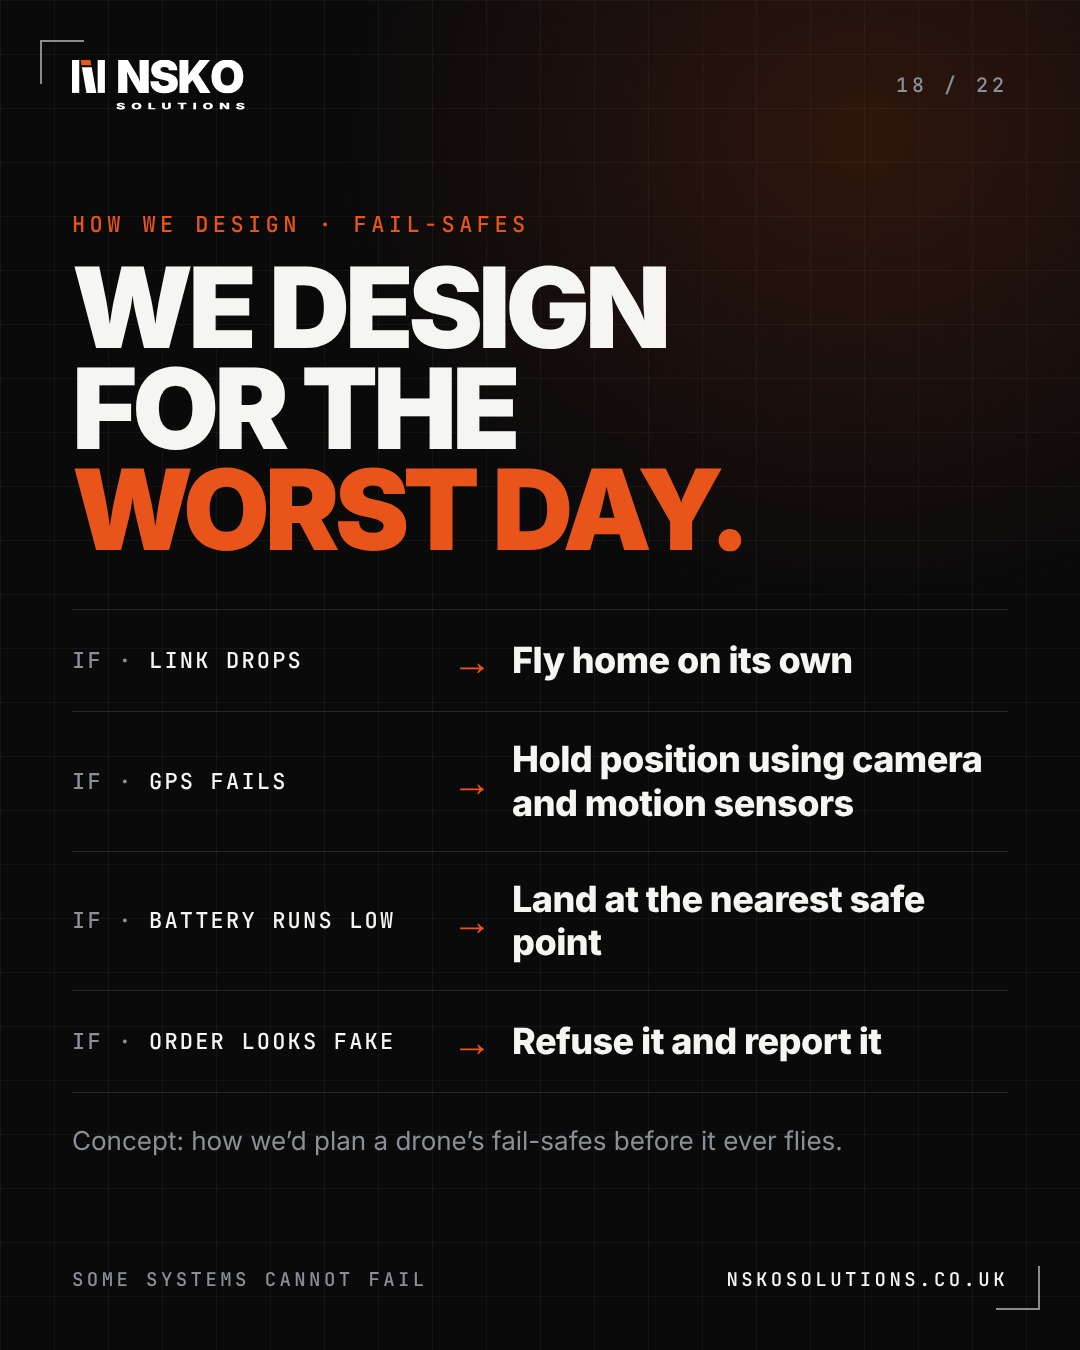 NSKO
SOLUTIONS
18 / 22
HOW WE DESIGN · FAIL-SAFES
WE DESIGN
FOR THE
WORST DAY.
IF · LINK DROPS → Fly home on its own
IF · GPS FAILS → Hold position using camera
and motion sensors
IF · BATTERY RUNS LOW → Land at the nearest safe
point
IF · ORDER LOOKS FAKE → Refuse it and report it
Concept: how we’d plan a drone’s fail-safes before it ever flies.
SOME SYSTEMS CANNOT FAIL
NSKOSOLUTIONS.CO.UK